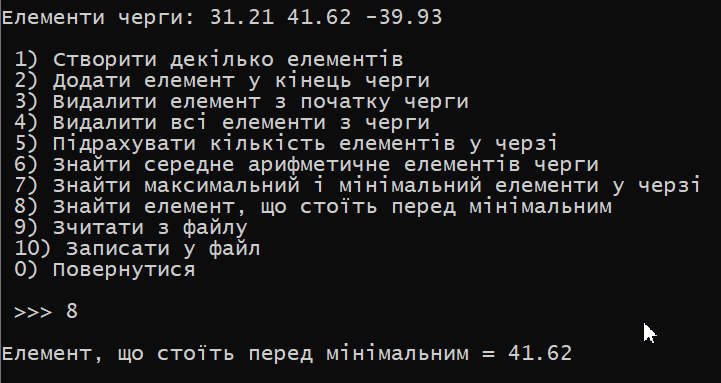 Елементи черги: 31.21 41.62 -39.93
1) Створити декілько елементів
2) Додати елемент у кінець черги
3) Видалити елемент з початку черги
4) Видалити всі елементи з черги
5) Підрахувати кількість елементів у черзі
6) Знайти середне арифметичне елементів черги
7) Знайти максимальний і мінімальний елементи у черзі
8) Знайти елемент, що стоїть перед мінімальним
9) Зчитати з файлу
10) Записати у файл
0) Повернутися
>>> 8
Елемент, що стоїть перед мінімальним = 41.62